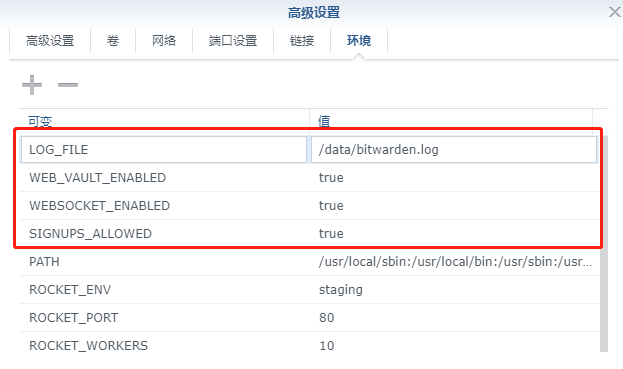 高级设置
高级设置 卷 网络 端口设置 链接 环境
可变 值
LOG_FILE /data/bitwarden.log
WEB_VAULT_ENABLED true
WEBSOCKET_ENABLED true
SIGNUPS_ALLOWED true
PATH /usr/local/sbin:/usr/local/bin:/usr/sbin:/usr...
ROCKET_ENV staging
ROCKET_PORT 80
ROCKET_WORKERS 10